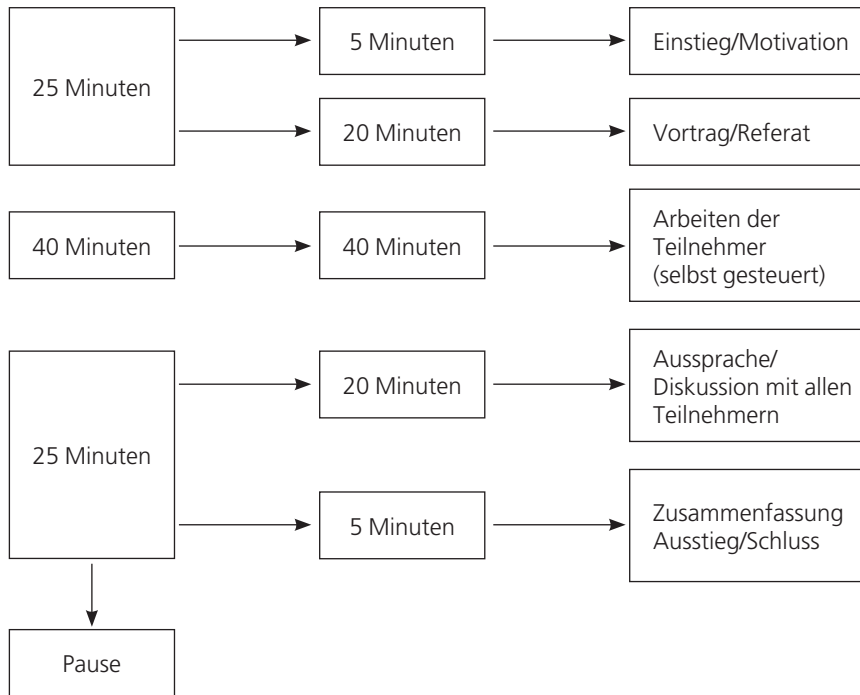 25 Minuten
5 Minuten
Einstieg/Motivation
20 Minuten
Vortrag/Referat
40 Minuten
40 Minuten
Arbeiten der
Teilnehmer
(selbst gesteuert)
25 Minuten
20 Minuten
Aussprache/
Diskussion mit allen
Teilnehmern
5 Minuten
Zusammenfassung
Ausstieg/Schluss
Pause